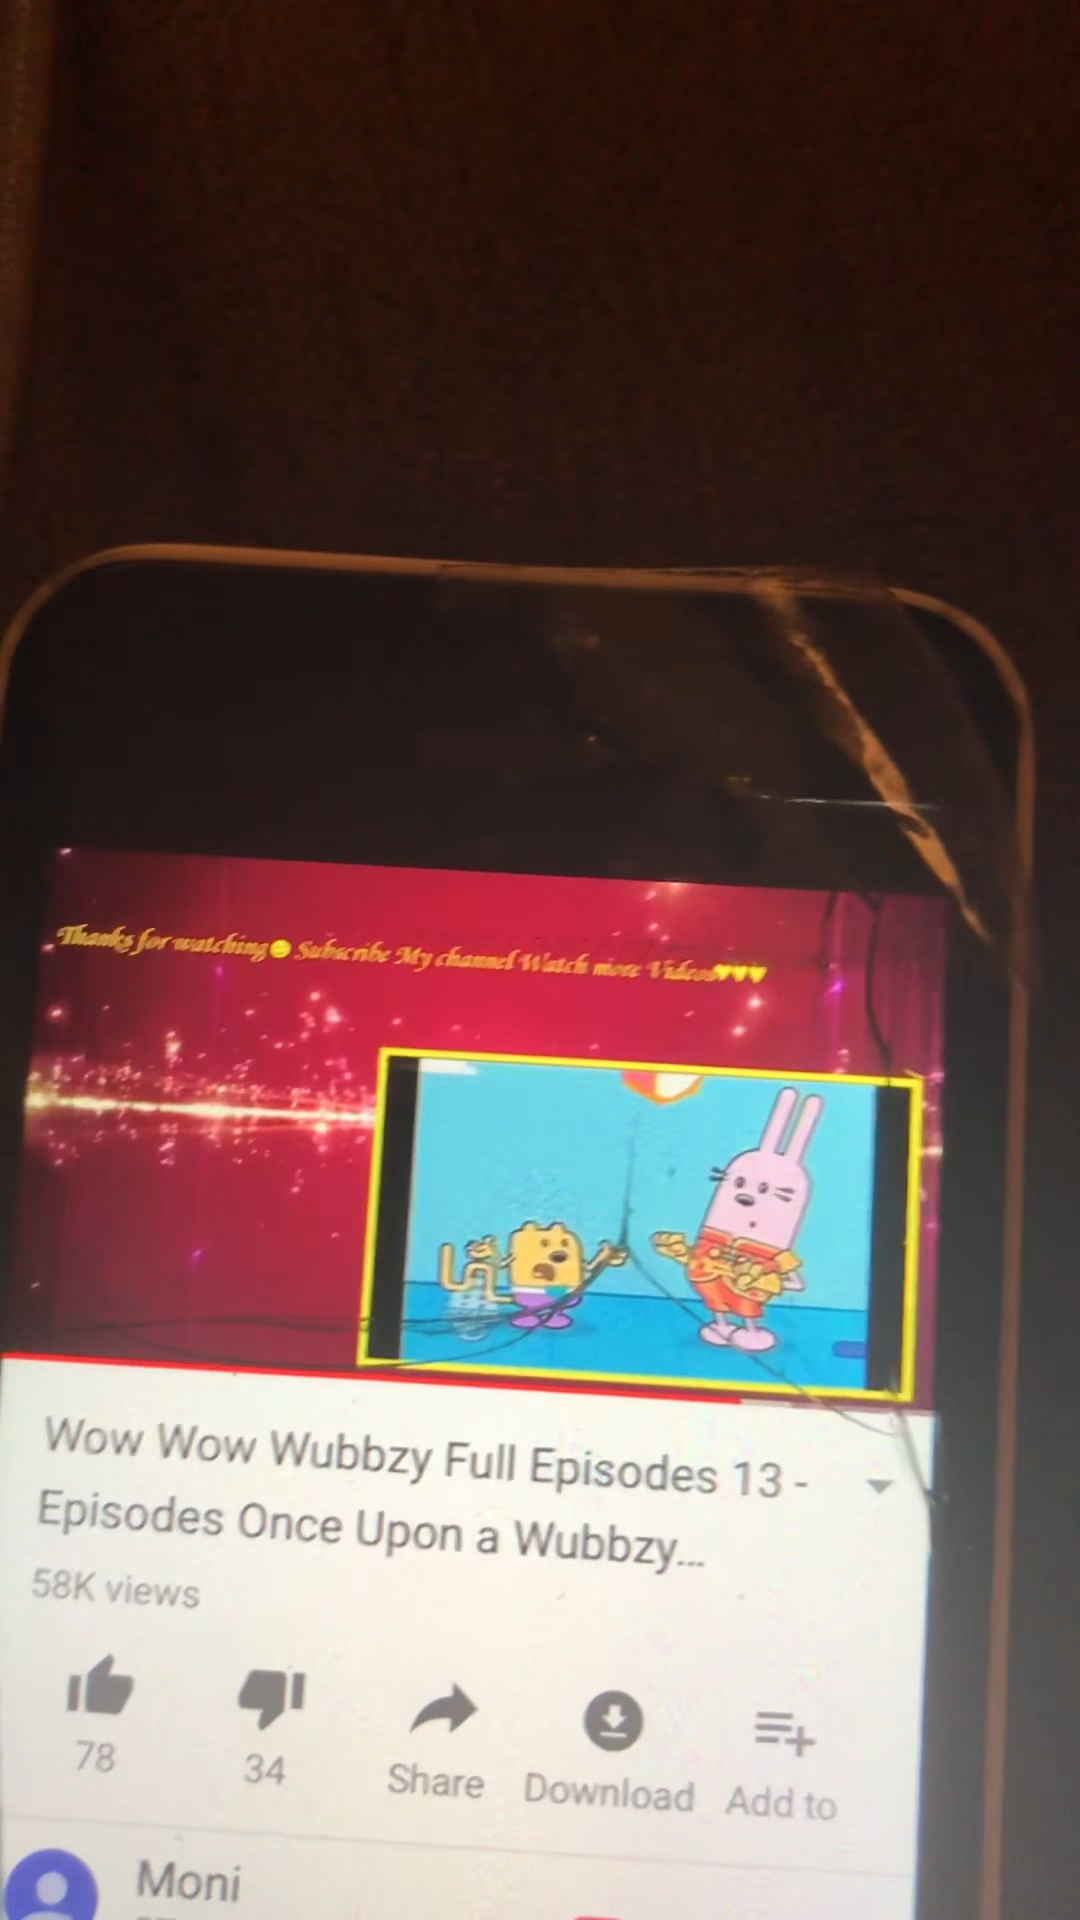 Thanks for watching😊 Subscribe My channel Watch more Videos♥♥♥
Wow Wow Wubbzy Full Episodes 13 -
Episodes Once Upon a Wubbzy...
58K views
78
34
Share
Download
Add to
Moni